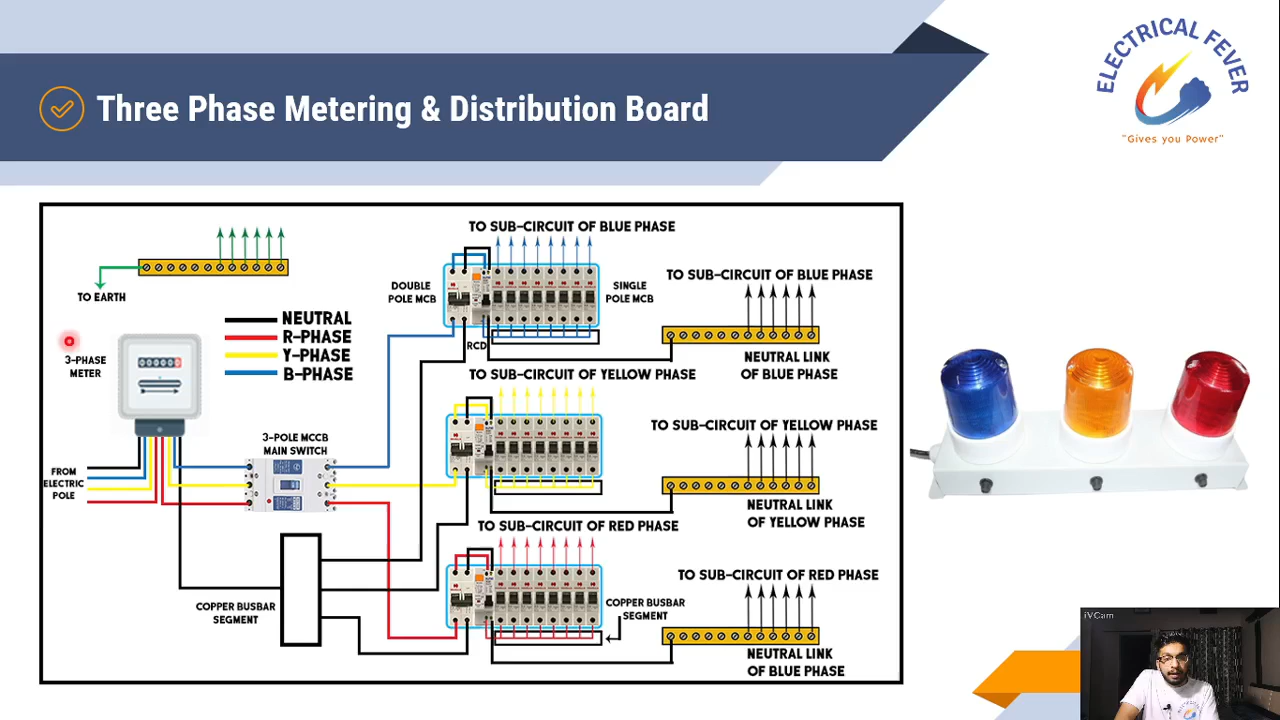 ELECTRICAL FEVER
"Gives you Power"
Three Phase Metering & Distribution Board
TO SUB-CIRCUIT OF BLUE PHASE
TO EARTH
DOUBLE
POLE MCB
SINGLE
POLE MCB
TO SUB-CIRCUIT OF BLUE PHASE
NEUTRAL
R-PHASE
Y-PHASE
B-PHASE
3-PHASE
METER
RCD
NEUTRAL LINK
OF BLUE PHASE
TO SUB-CIRCUIT OF YELLOW PHASE
TO SUB-CIRCUIT OF YELLOW PHASE
3-POLE MCCB
MAIN SWITCH
FROM
ELECTRIC
POLE
NEUTRAL LINK
OF YELLOW PHASE
TO SUB-CIRCUIT OF RED PHASE
TO SUB-CIRCUIT OF RED PHASE
COPPER BUSBAR
SEGMENT
COPPER BUSBAR
SEGMENT
NEUTRAL LINK
OF BLUE PHASE
iVCam